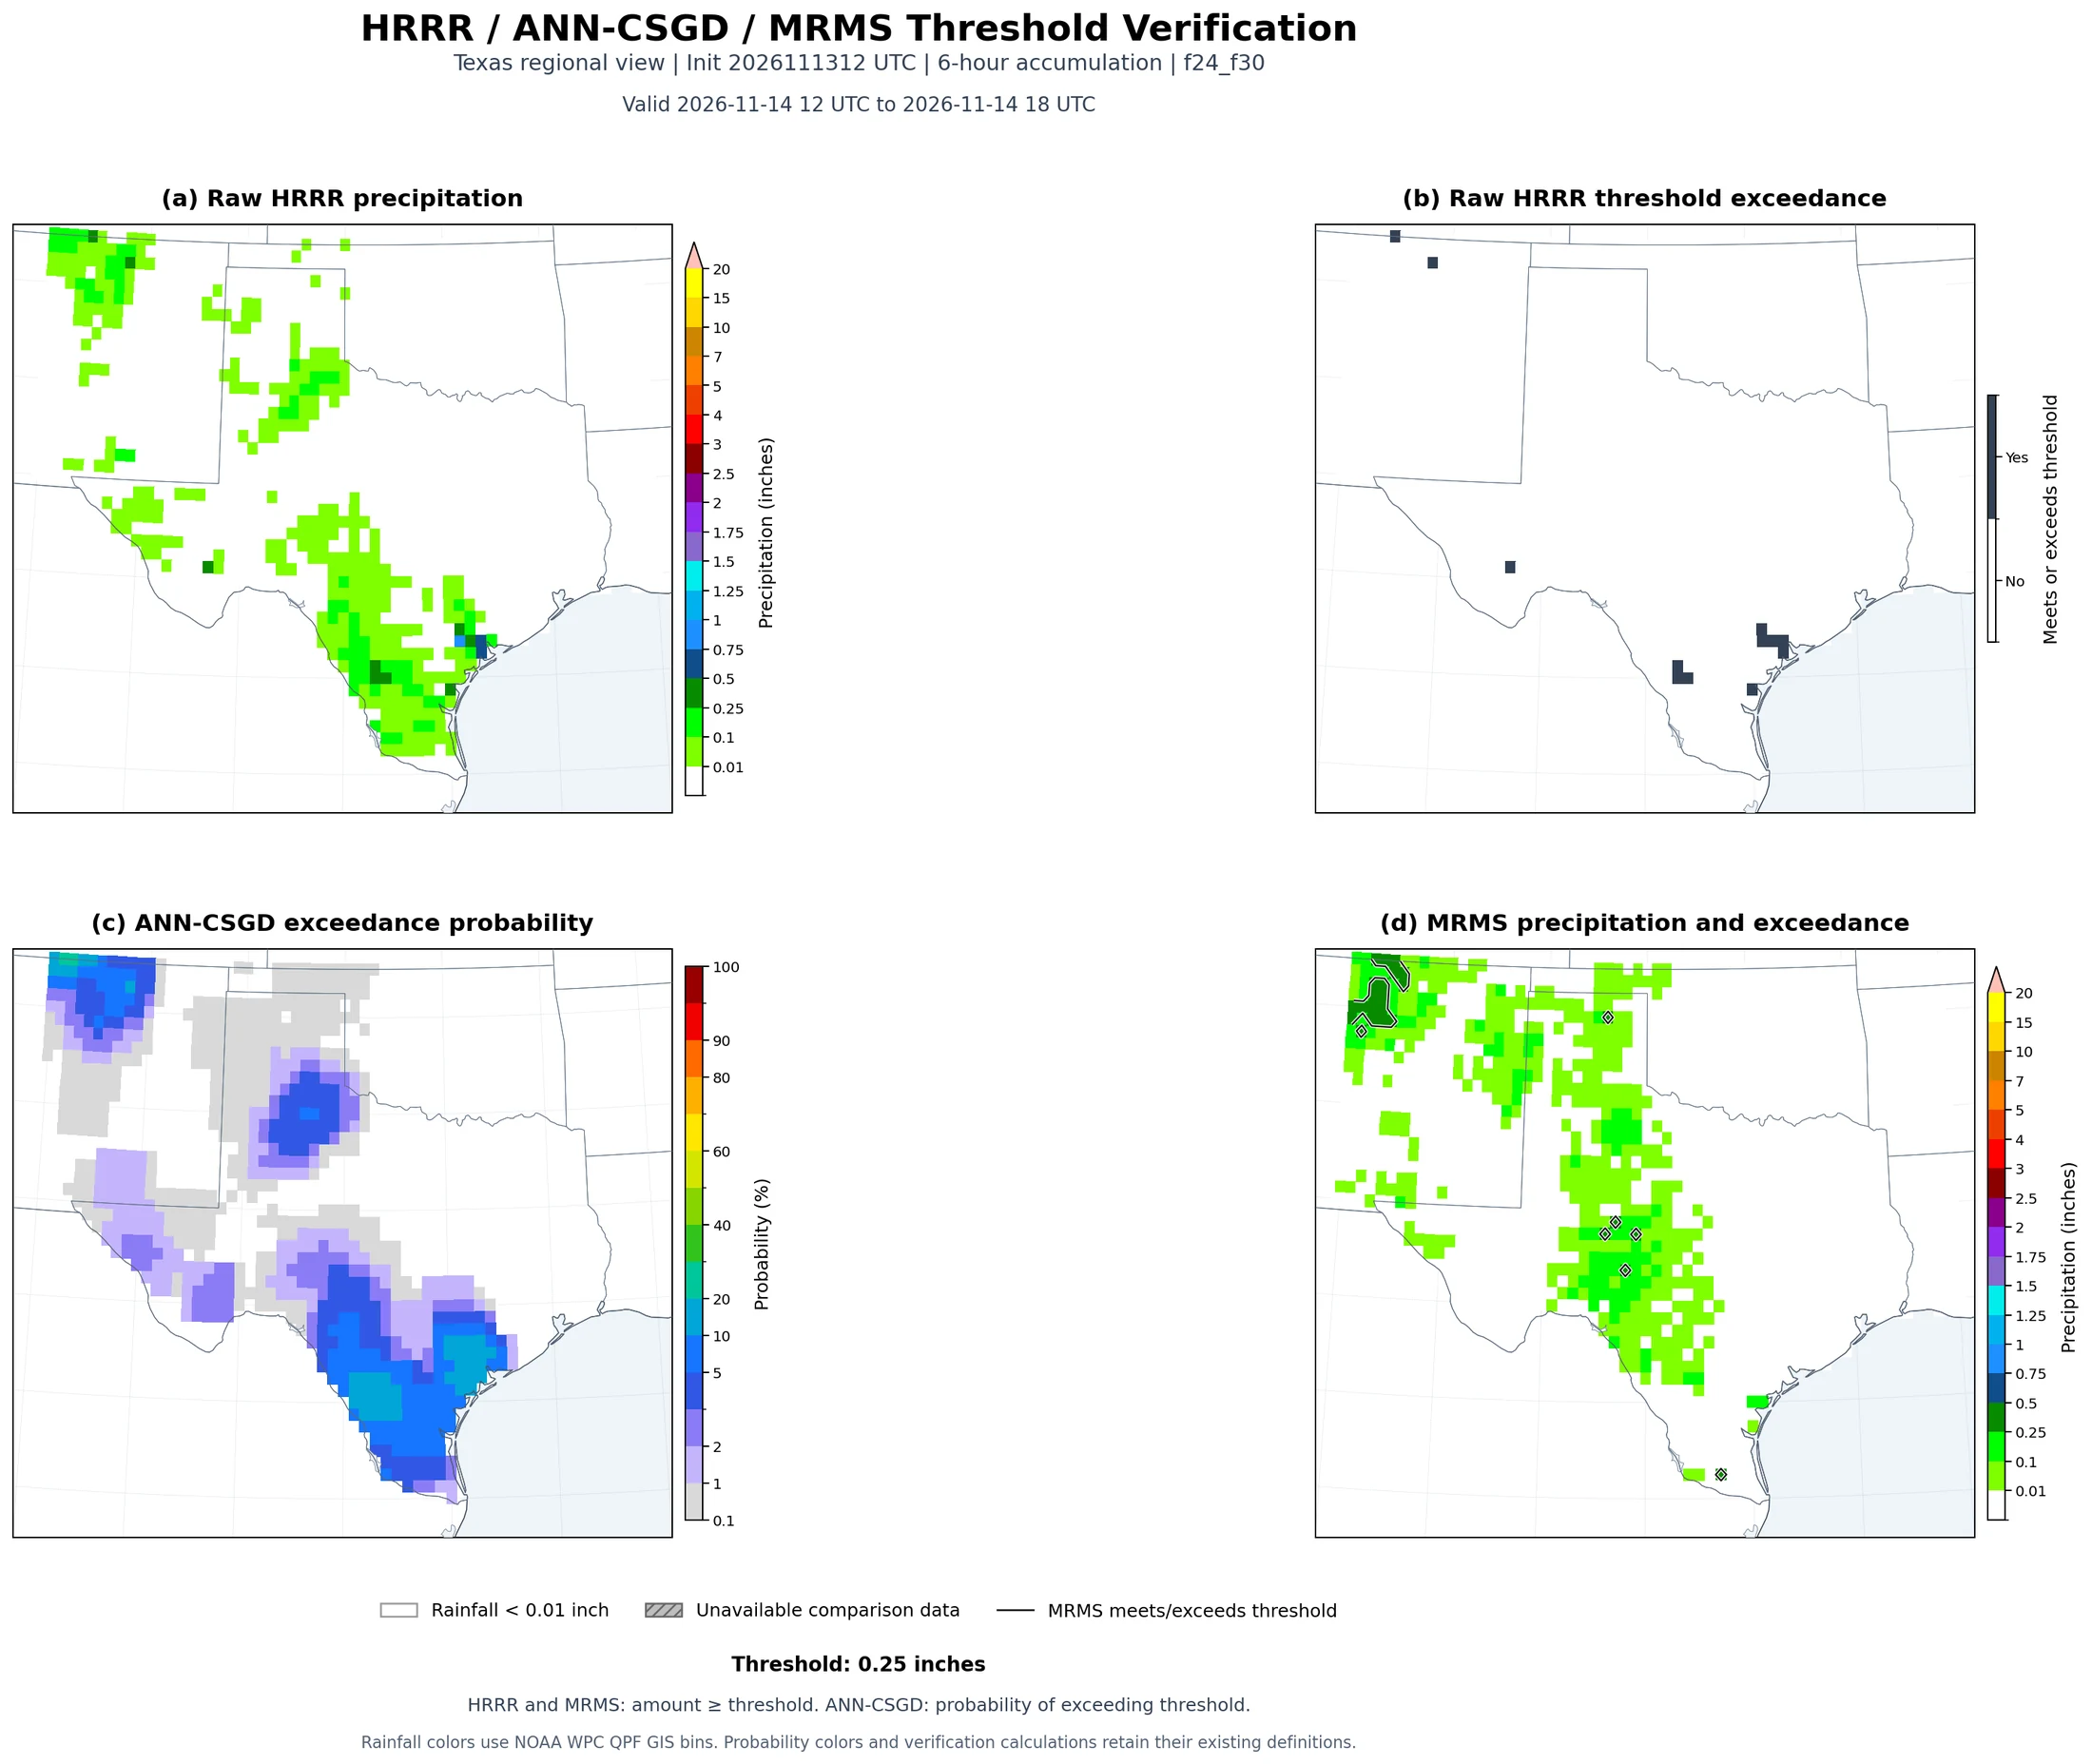 HRRR / ANN-CSGD / MRMS Threshold Verification
Texas regional view | Init 2026111312 UTC | 6-hour accumulation | f24_f30
Valid 2026-11-14 12 UTC to 2026-11-14 18 UTC
(a) Raw HRRR precipitation
20
15
10
7
5
4
3
2.5
2
1.75
1.5
1.25
1
0.75
0.5
0.25
0.1
0.01
Precipitation (inches)
(b) Raw HRRR threshold exceedance
Yes
No
Meets or exceeds threshold
(c) ANN-CSGD exceedance probability
100
90
80
60
40
20
10
5
2
1
0.1
Probability (%)
(d) MRMS precipitation and exceedance
20
15
10
7
5
4
3
2.5
2
1.75
1.5
1.25
1
0.75
0.5
0.25
0.1
0.01
Precipitation (inches)
Rainfall < 0.01 inch
Unavailable comparison data
MRMS meets/exceeds threshold
Threshold: 0.25 inches
HRRR and MRMS: amount ≥ threshold. ANN-CSGD: probability of exceeding threshold.
Rainfall colors use NOAA WPC QPF GIS bins. Probability colors and verification calculations retain their existing definitions.